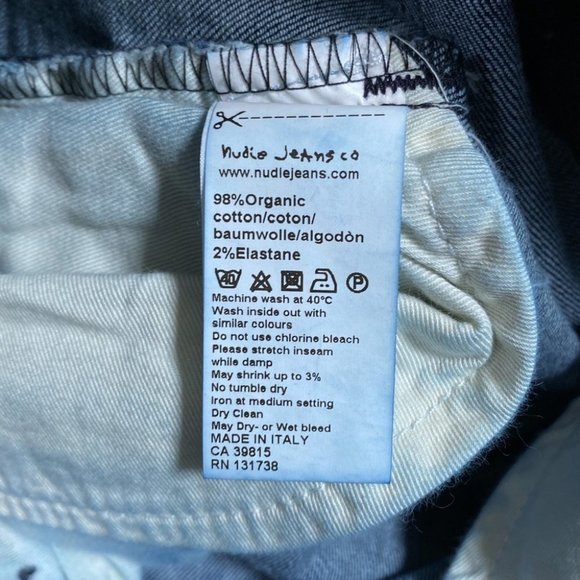 nudie Jeans co
www.nudiejeans.com
98%Organic
cotton/coton/
baumwolle/algodòn
2%Elastane
40 P
Machine wash at 40°C
Wash inside out with
similar colours
Do not use chlorine bleach
Please stretch inseam
while damp
May shrink up to 3%
No tumble dry
Iron at medium setting
Dry Clean
May Dry- or Wet bleed
MADE IN ITALY
CA 39815
RN 131738